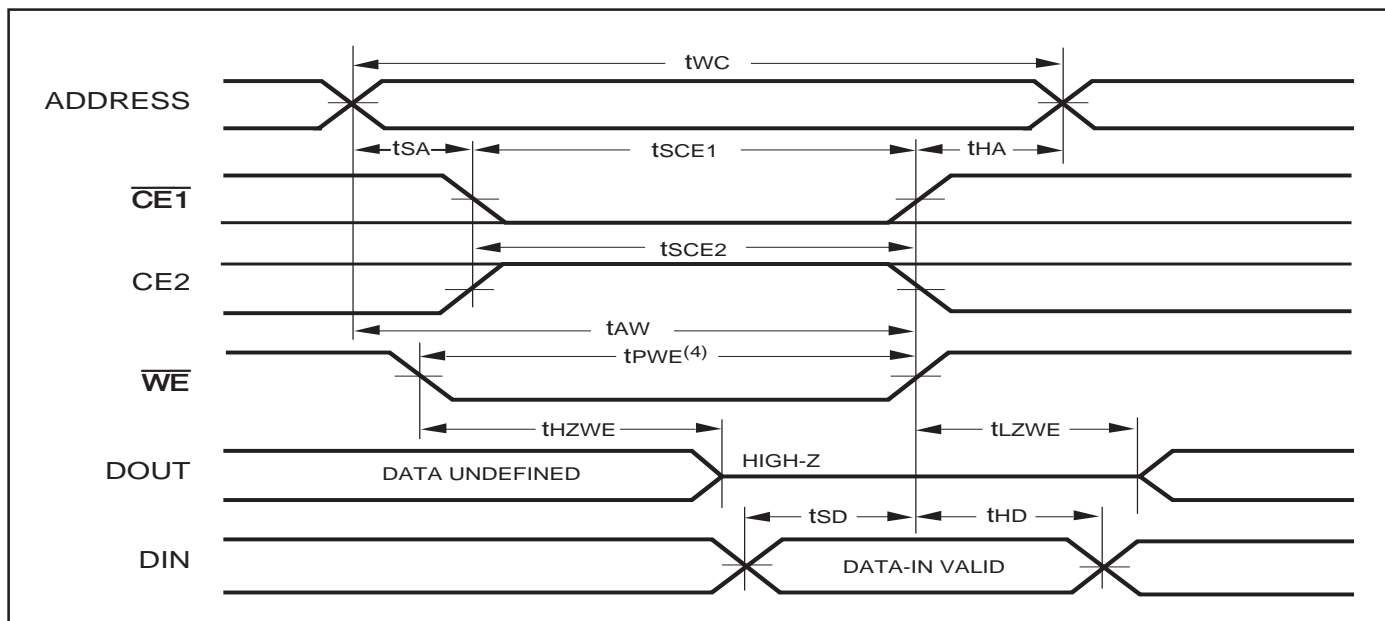 tWC
ADDRESS
tSA tSCE1 tHA
CE1
tSCE2
CE2
tAW
tPWE(4)
WE
tHZWE tLZWE
DOUT DATA UNDEFINED HIGH-Z
tSD tHD
DIN DATA-IN VALID